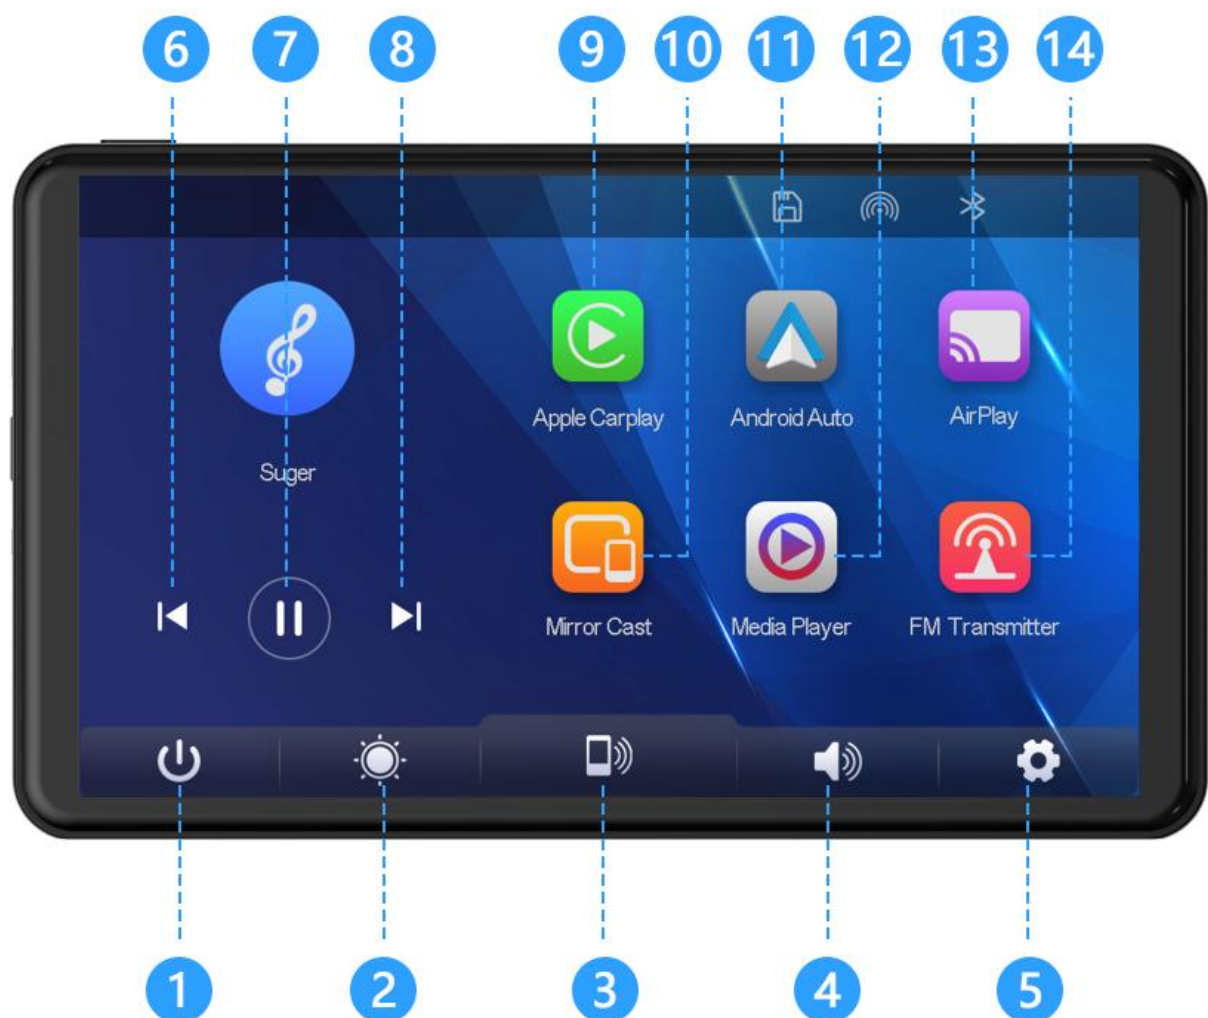 6 7 8 9 10 11 12 13 14
Suger
Apple Carplay
Android Auto
AirPlay
Mirror Cast
Media Player
FM Transmitter
1 2 3 4 5